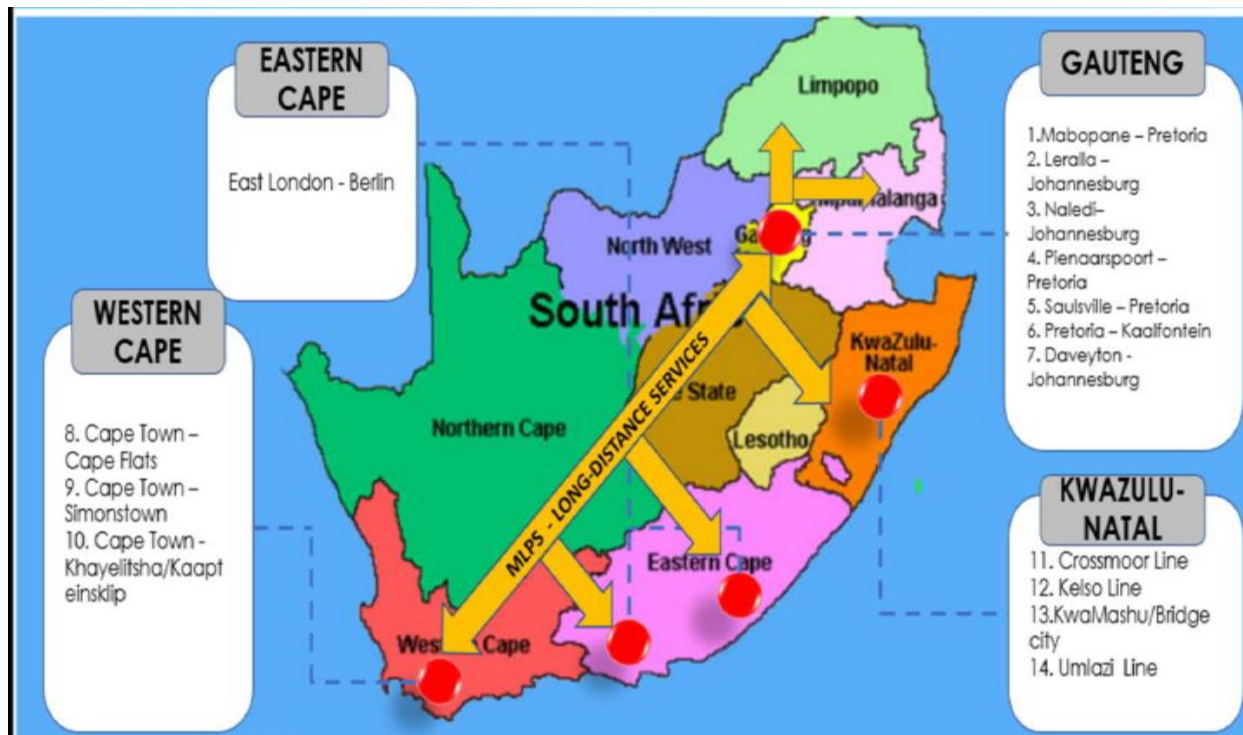 EASTERN
CAPE
East London - Berlin
WESTERN
CAPE
8. Cape Town –
Cape Flats
9. Cape Town –
Simonstown
10. Cape Town -
Khayelitsha/Kaapt
einsklip
GAUTENG
1.Mabopane – Pretoria
2. Leralla –
Johannesburg
3. Naledi–
Johannesburg
4. Pienaarspoort –
Pretoria
5. Saulsville – Pretoria
6. Pretoria – Kaalfontein
7. Daveyton -
Johannesburg
KWAZULU-
NATAL
11. Crossmoor Line
12. Kelso Line
13.KwaMashu/Bridge
city
14. Umlazi Line
Limpopo
North West
South
KwaZulu-
Natal
State
Lesotho
Northern Cape
MLPS - LONG-DISTANCE SERVICES
Eastern Cape
Cape